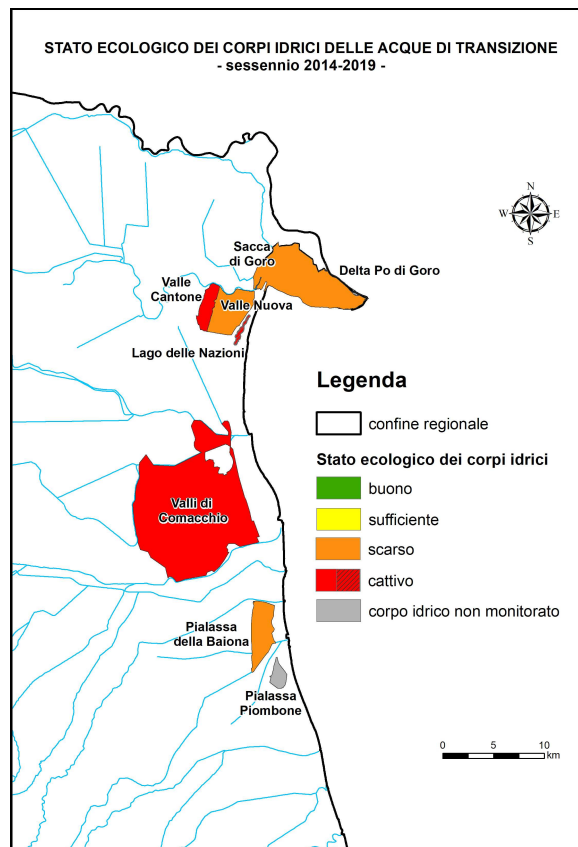 STATO ECOLOGICO DEI CORPI IDRICI DELLE ACQUE DI TRANSIZIONE
- sessennio 2014-2019 -
N
W E
S
Sacca
di Goro
Delta Po di Goro
Valle
Cantone
Valle Nuova
Lago delle Nazioni
Legenda
confine regionale
Stato ecologico dei corpi idrici
buono
sufficiente
scarso
cattivo
corpo idrico non monitorato
Valli di
Comacchio
Pialassa
della Baiona
Pialassa
Piombone
0 5 10
km